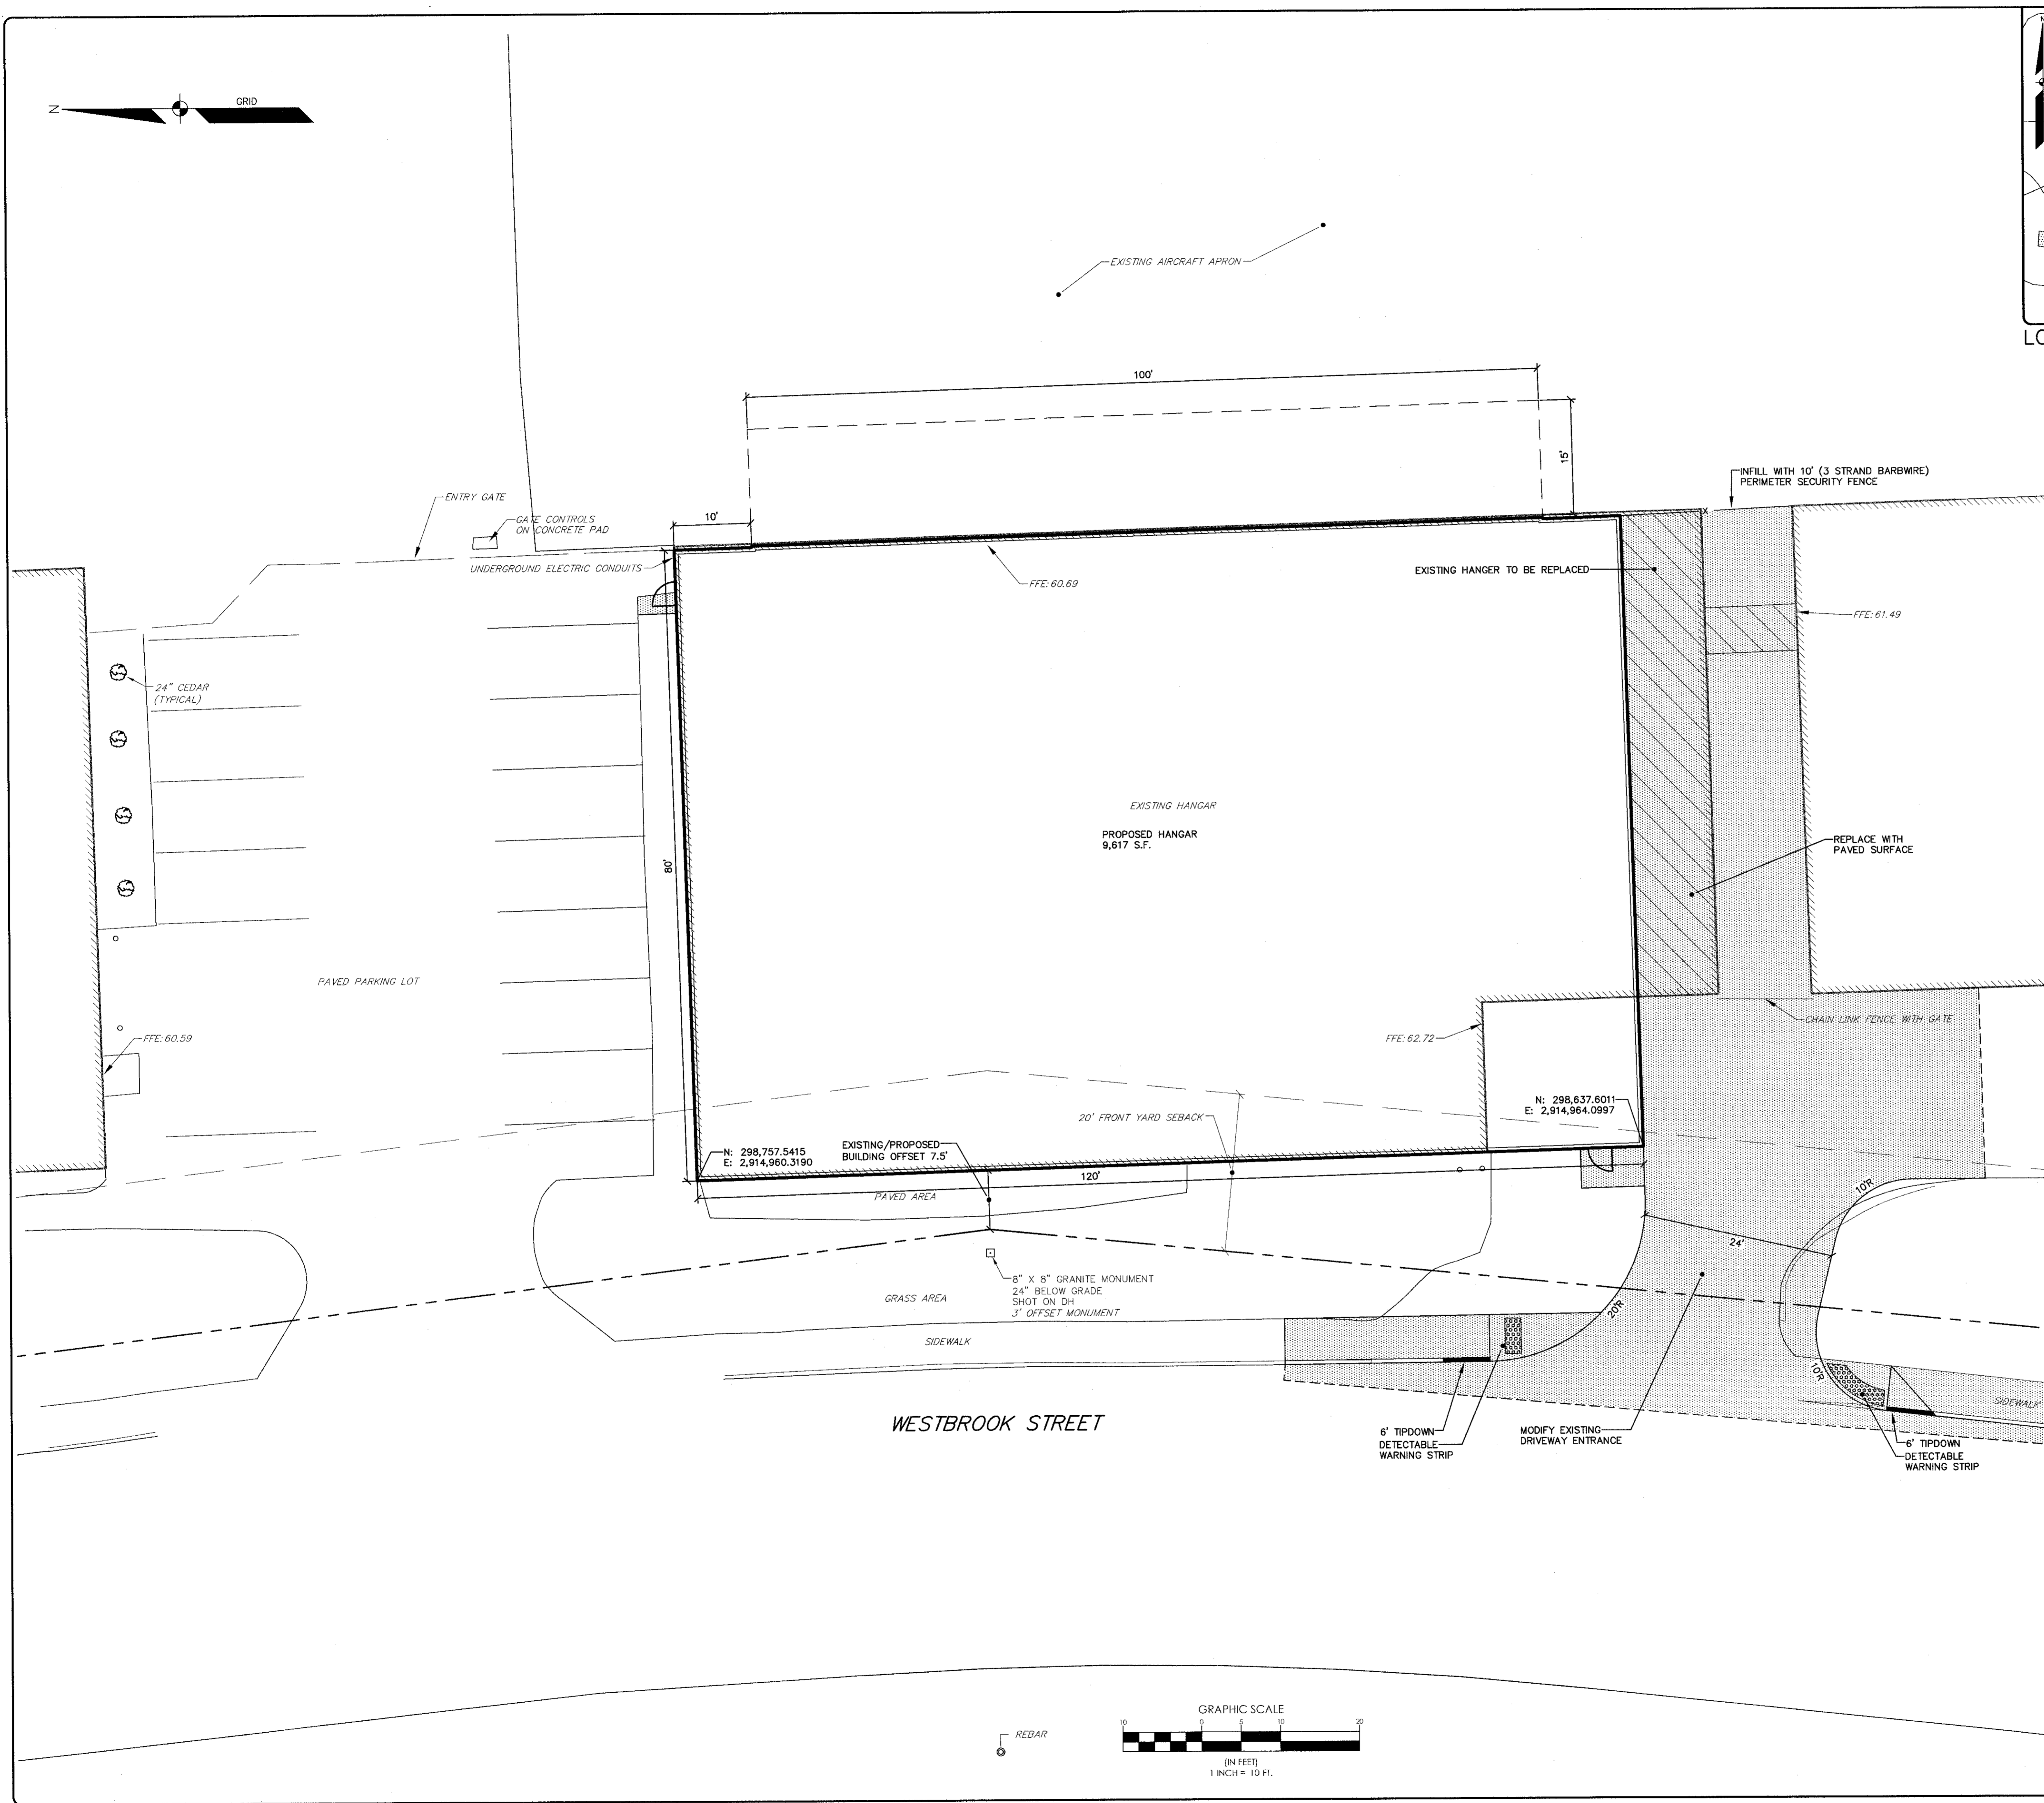 N
GRID
N
LO
EXISTING AIRCRAFT APRON
100'
15'
INFILL WITH 10' (3 STRAND BARBWIRE)
PERIMETER SECURITY FENCE
ENTRY GATE
GATE CONTROLS
ON CONCRETE PAD
10'
X
UNDERGROUND ELECTRIC CONDUITS
FFE: 60.69
EXISTING HANGER TO BE REPLACED
FFE: 61.49
24" CEDAR
(TYPICAL)
EXISTING HANGAR
PROPOSED HANGAR
9,617 S.F.
REPLACE WITH
PAVED SURFACE
80'
PAVED PARKING LOT
CHAIN LINK FENCE WITH GATE
FFE: 60.59
FFE: 62.72
N: 298,637.6011
E: 2,914,964.0997
20' FRONT YARD SEBACK
EXISTING/PROPOSED
BUILDING OFFSET 7.5'
N: 298,757.5415
E: 2,914,960.3190
120'
PAVED AREA
10'R
24'
8" X 8" GRANITE MONUMENT
24" BELOW GRADE
SHOT ON DH
3' OFFSET MONUMENT
GRASS AREA
20'R
SIDEWALK
10'R
SIDEWALK
WESTBROOK STREET
6' TIPDOWN
DETECTABLE
WARNING STRIP
MODIFY EXISTING
DRIVEWAY ENTRANCE
6' TIPDOWN
DETECTABLE
WARNING STRIP
REBAR
GRAPHIC SCALE
10 0 5 10 20
(IN FEET)
1 INCH = 10 FT.